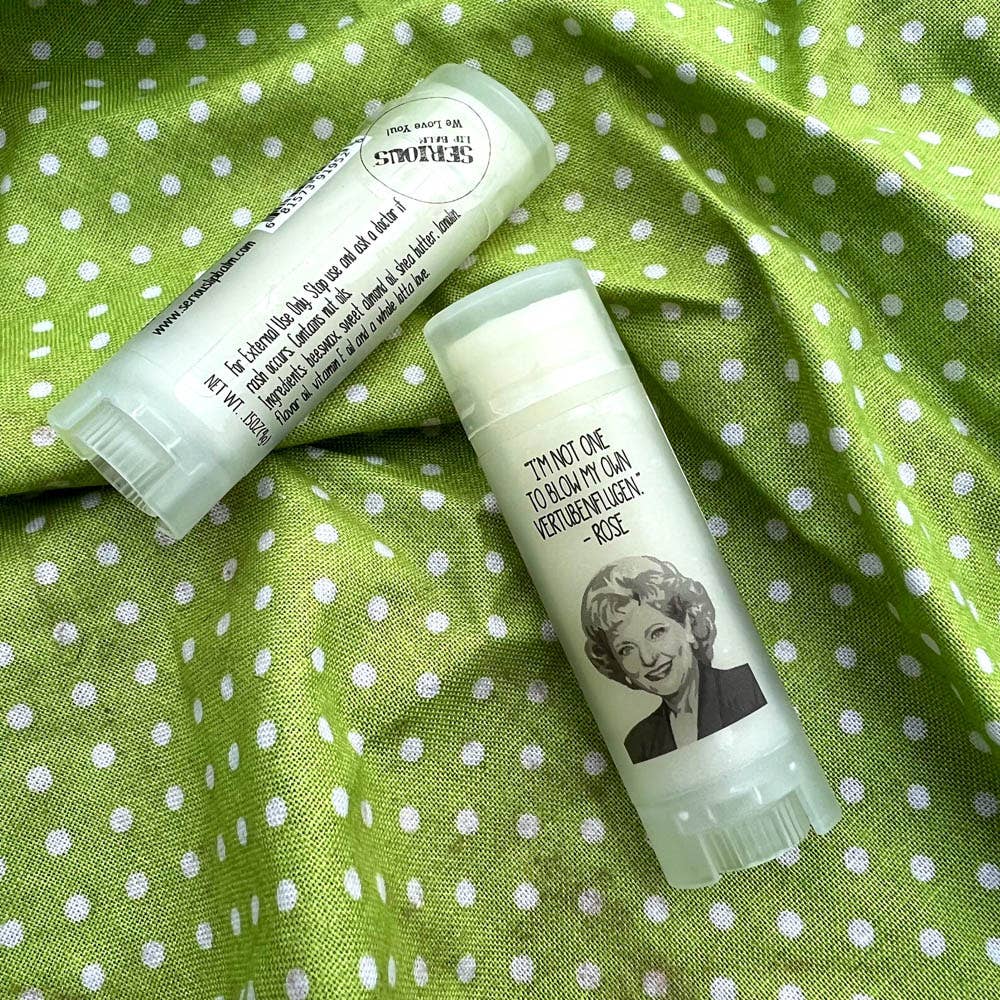 We Love You!
SERIOUS
LIP BALM
81573 9195
www.seriouslipbalm.com
For External Use Only. Stop use and ask a doctor if
rash occurs. Contains nut oils.
Ingredients: beeswax, sweet almond oil, shea butter, lanolin,
flavor oil, vitamin E oil and a whole lotta love.
NET WT. .15OZ
"I'M NOT ONE
TO BLOW MY OWN
VERTUBENFLUGEN."
- ROSE